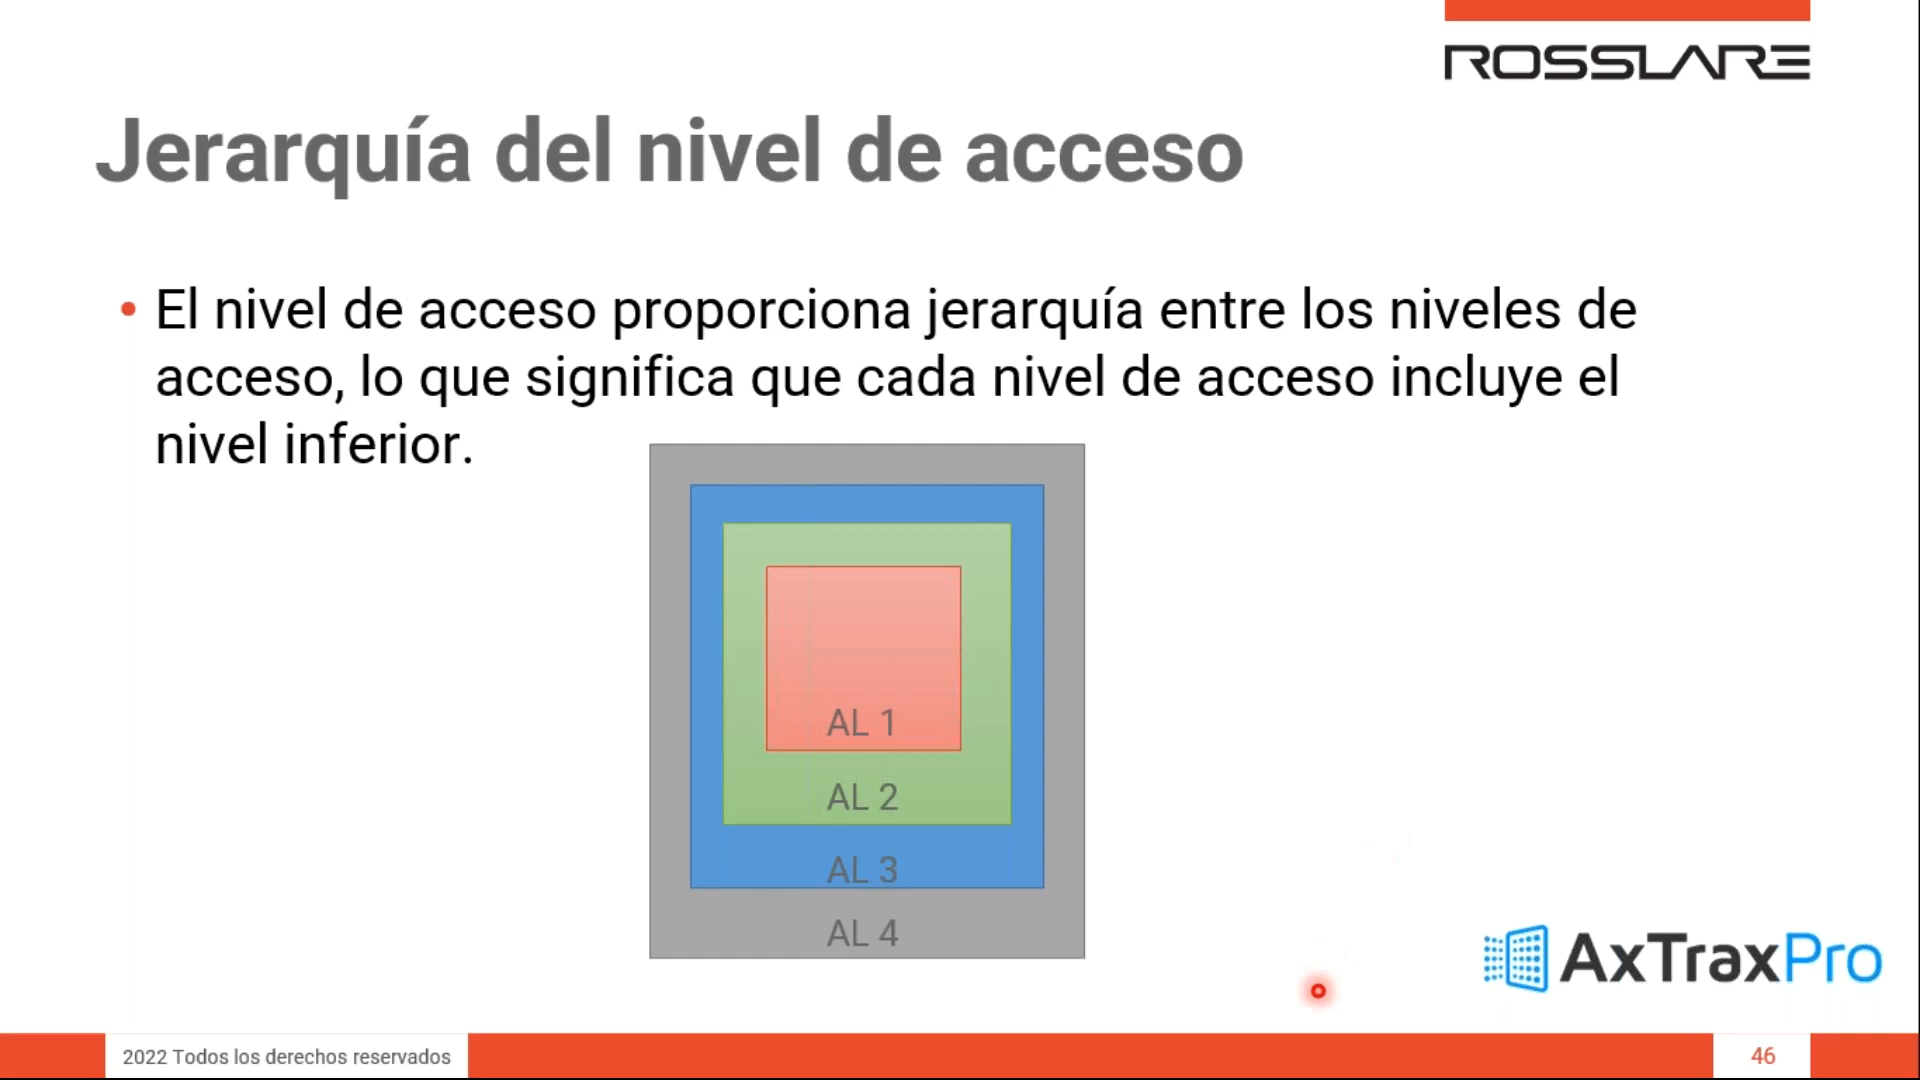 ROSSLARE
Jerarquía del nivel de acceso
• El nivel de acceso proporciona jerarquía entre los niveles de
acceso, lo que significa que cada nivel de acceso incluye el
nivel inferior.
AL 1
AL 2
AL 3
AL 4
AxTraxPro
2022 Todos los derechos reservados
46